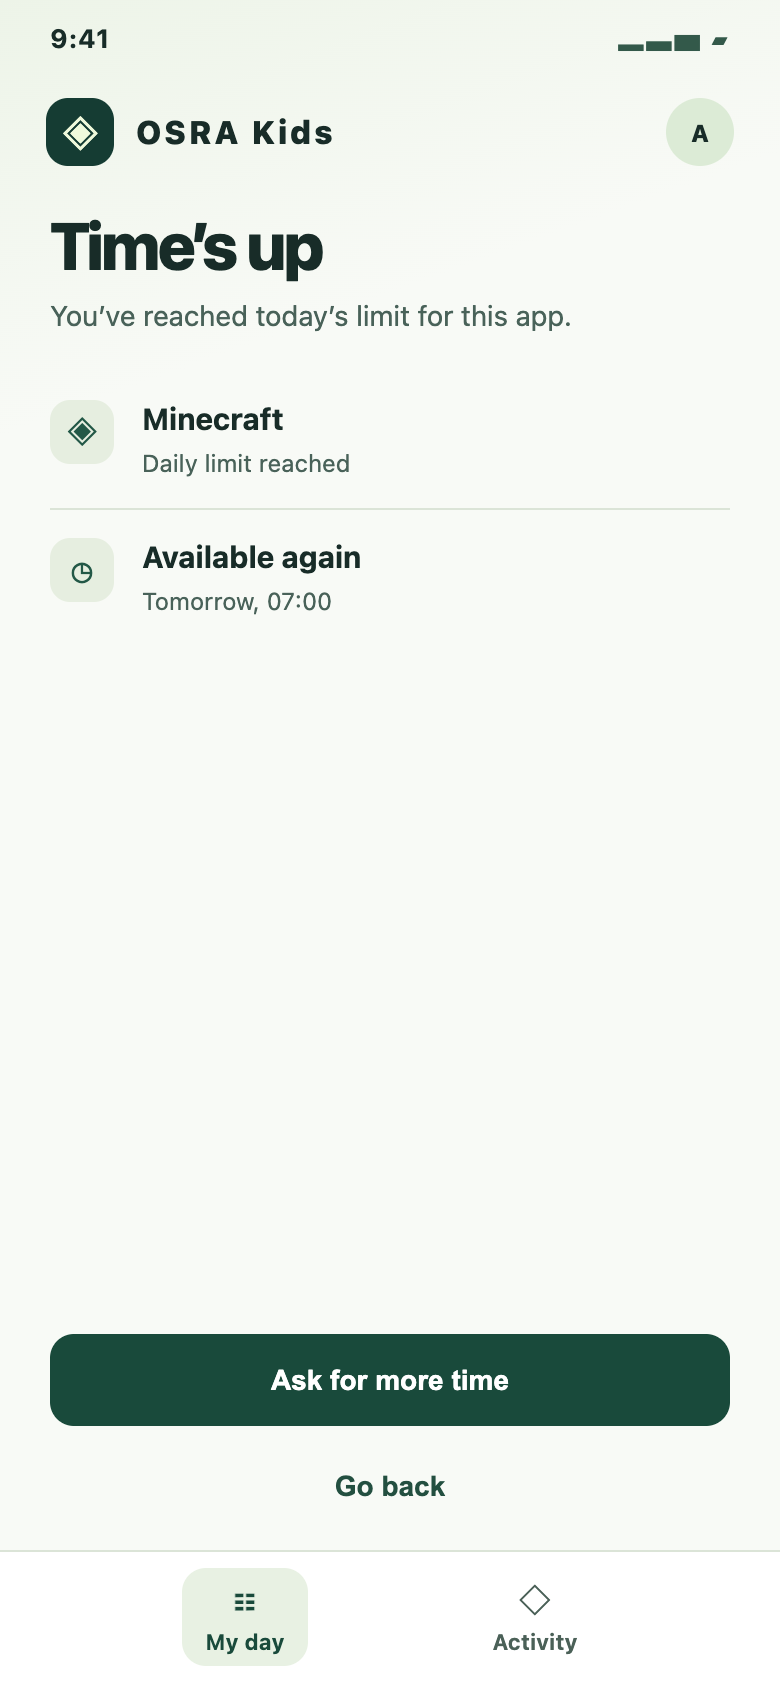 9:41
OSRA Kids
A
Time’s up
You’ve reached today’s limit for this app.
Minecraft
Daily limit reached
Available again
Tomorrow, 07:00
Ask for more time
Go back
My day
Activity